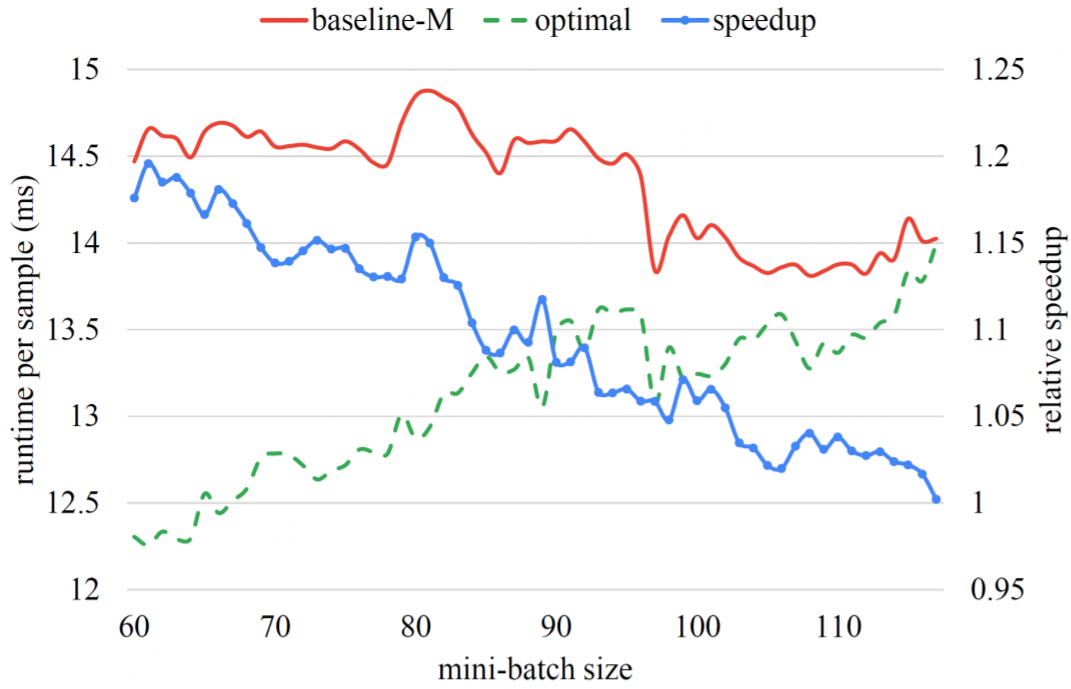 baseline-M optimal speedup
15 1.25
14.5 1.2
14 1.15
13.5 1.1
13 1.05
12.5 1
12 0.95
runtime per sample (ms)
relative speedup
60 70 80 90 100 110
mini-batch size